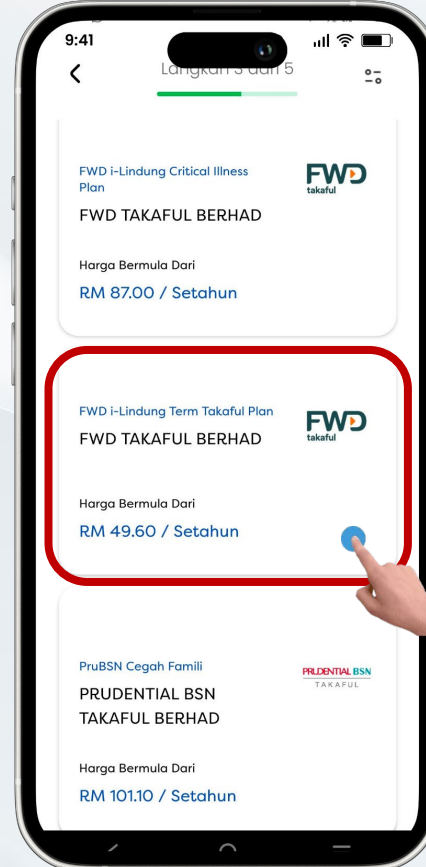 9:41
Langkah 3 dari 5
FWD i-Lindung Critical Illness
Plan
FWD
takaful
FWD TAKAFUL BERHAD
Harga Bermula Dari
RM 87.00 / Setahun
FWD i-Lindung Term Takaful Plan
FWD
takaful
FWD TAKAFUL BERHAD
Harga Bermula Dari
RM 49.60 / Setahun
PruBSN Cegah Famili
PRUDENTIAL BSN
TAKAFUL
PRUDENTIAL BSN
TAKAFUL BERHAD
Harga Bermula Dari
RM 101.10 / Setahun